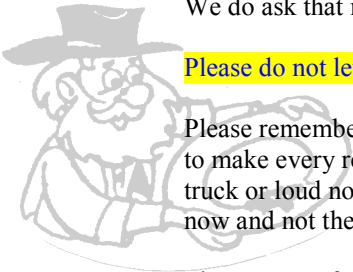 We do ask that
Please do not le
Please remembe
to make every re
truck or loud no
now and not the